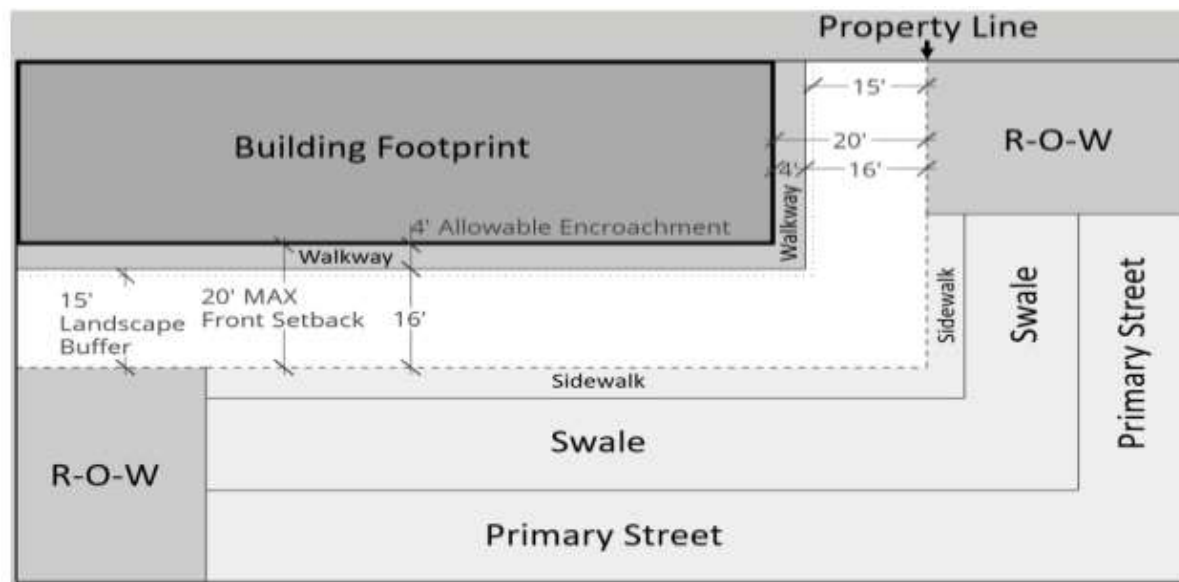 Property Line
15'
Building Footprint
20'
R-O-W
4'
16'
Walkway
4' Allowable Encroachment
Walkway
15'
Landscape
Buffer
20' MAX
Front Setback
16'
Sidewalk
Swale
Primary Street
Sidewalk
Swale
R-O-W
Primary Street